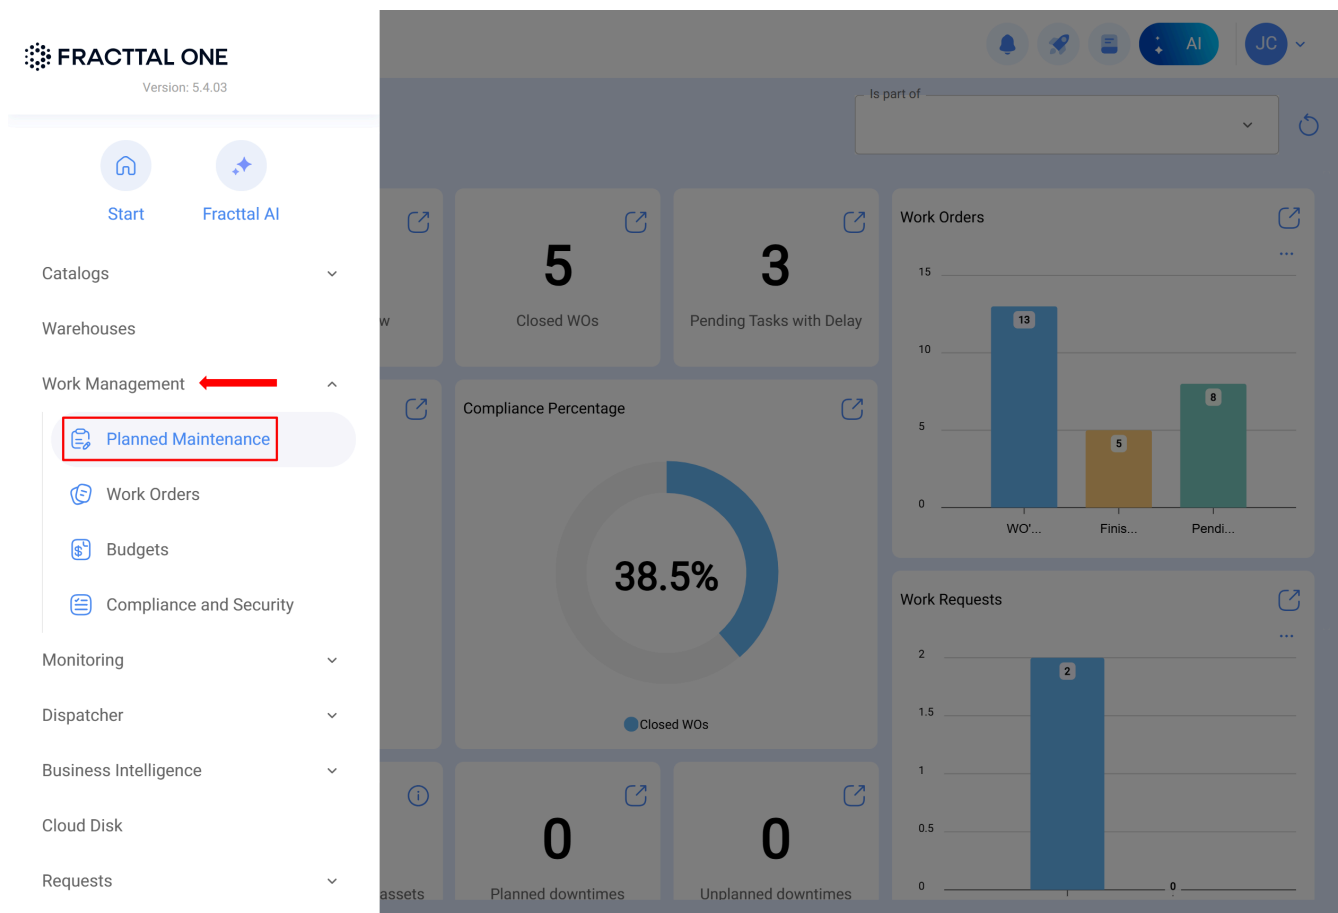 FRACTTAL ONE
Version: 5.4.03
Start
Fracttal AI
Catalogs
Warehouses
Work Management
Planned Maintenance
Work Orders
Budgets
Compliance and Security
Monitoring
Dispatcher
Business Intelligence
Cloud Disk
Requests
AI
JC
Is part of
w
5
Closed WOs
3
Pending Tasks with Delay
Work Orders
...
15
10
5
0
13
5
8
WO'...
Finis...
Pendi...
Compliance Percentage
38.5%
Closed WOs
Work Requests
...
2
1.5
1
0.5
0
2
0
assets
0
Planned downtimes
0
Unplanned downtimes